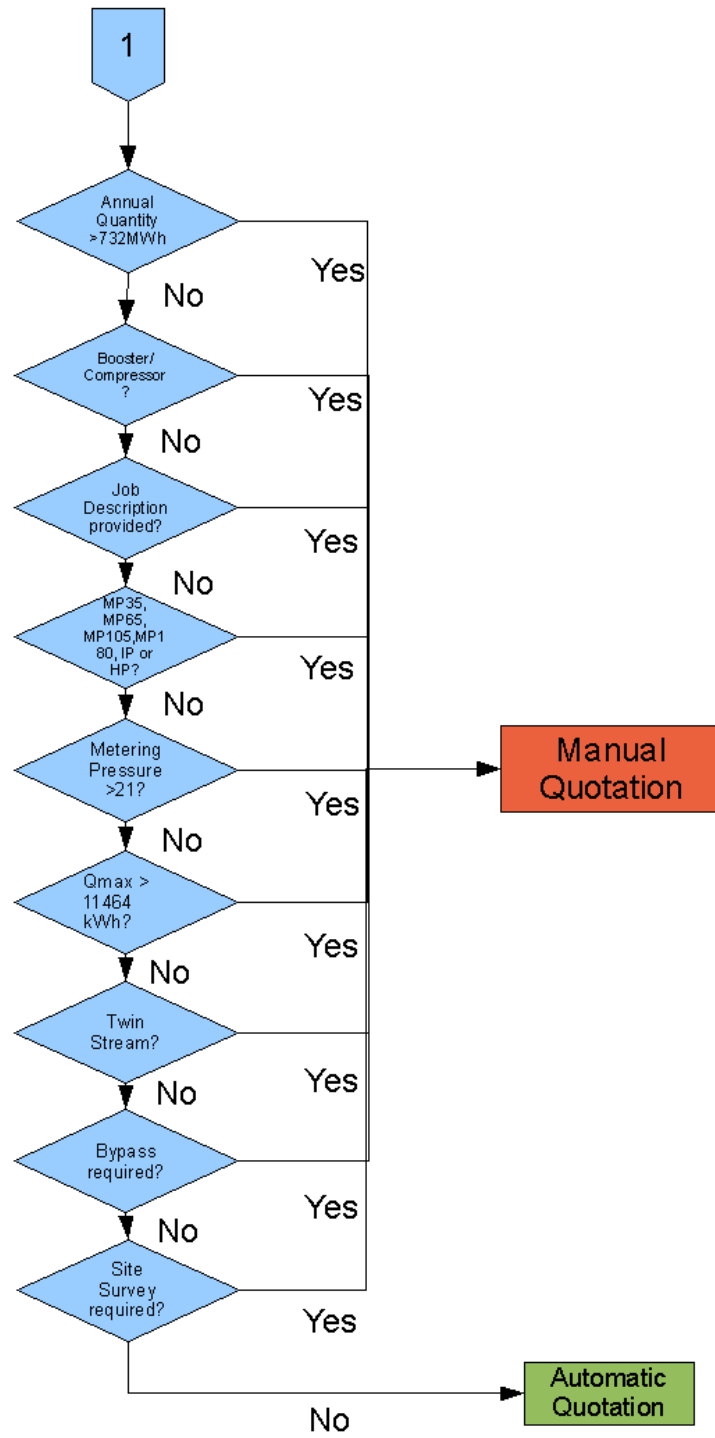 1
Annual
Quantity
>732MWh
Yes
No
Booster/
Compressor
?
Yes
No
Job
Description
provided?
Yes
No
MP35,
MP65,
MP105,MP1
80, IP or
HP?
Yes
No
Metering
Pressure
>21?
Manual
Quotation
Yes
No
Qmax >
11464
kWh?
Yes
No
Twin
Stream?
Yes
No
Bypass
required?
Yes
No
Site
Survey
required?
Yes
Automatic
Quotation
No